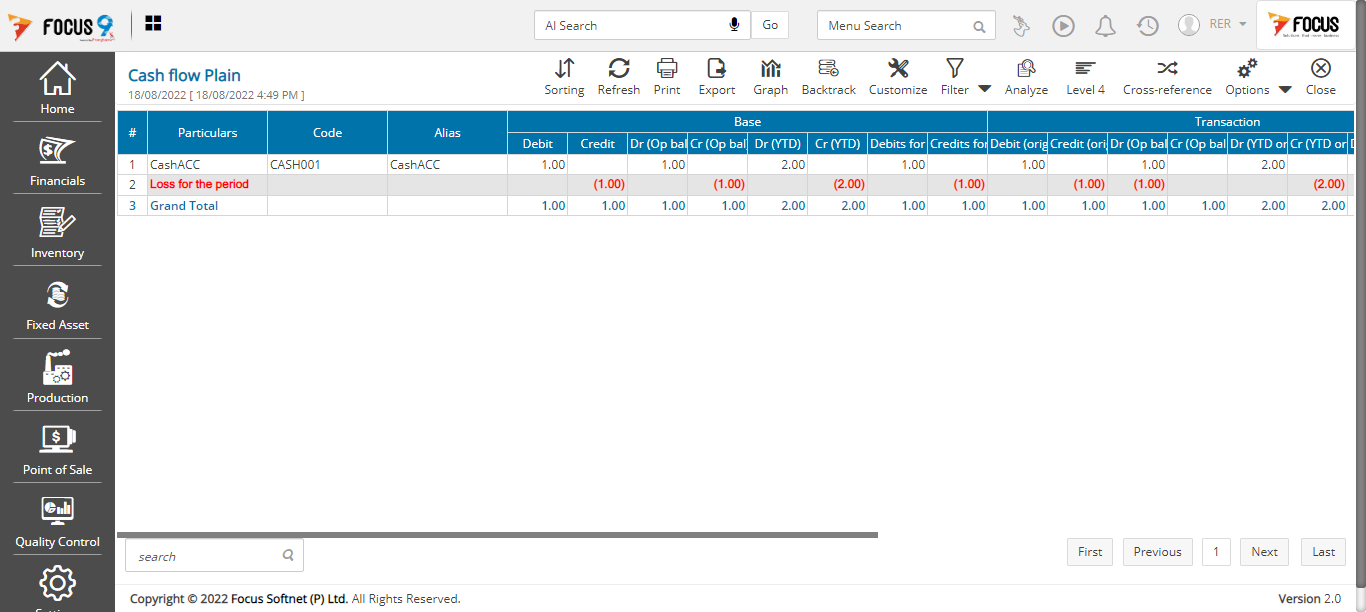 FOCUS 9
AI Search
Go
Menu Search
RER
FOCUS
Home
Financials
Inventory
Fixed Asset
Production
Point of Sale
Quality Control
Cash flow Plain
18/08/2022 [ 18/08/2022 4:49 PM ]
Sorting Refresh Print Export Graph Backtrack Customize Filter Analyze Level 4 Cross-reference Options Close
# Particulars Code Alias Base Transaction
Debit Credit Dr (Op bal Cr (Op bal Dr (YTD) Cr (YTD) Debits for Credits for Debit (orig Credit (ori Dr (Op bal Cr (Op bal Dr (YTD or Cr (YTD or D
1 CashACC CASH001 CashACC 1.00 1.00 2.00 1.00 1.00 1.00 2.00
2 Loss for the period (1.00) (1.00) (2.00) (1.00) (1.00) (1.00) (2.00)
3 Grand Total 1.00 1.00 1.00 1.00 2.00 2.00 1.00 1.00 1.00 1.00 1.00 1.00 2.00 2.00
search
First Previous 1 Next Last
Copyright © 2022 Focus Softnet (P) Ltd. All Rights Reserved.
Version 2.0